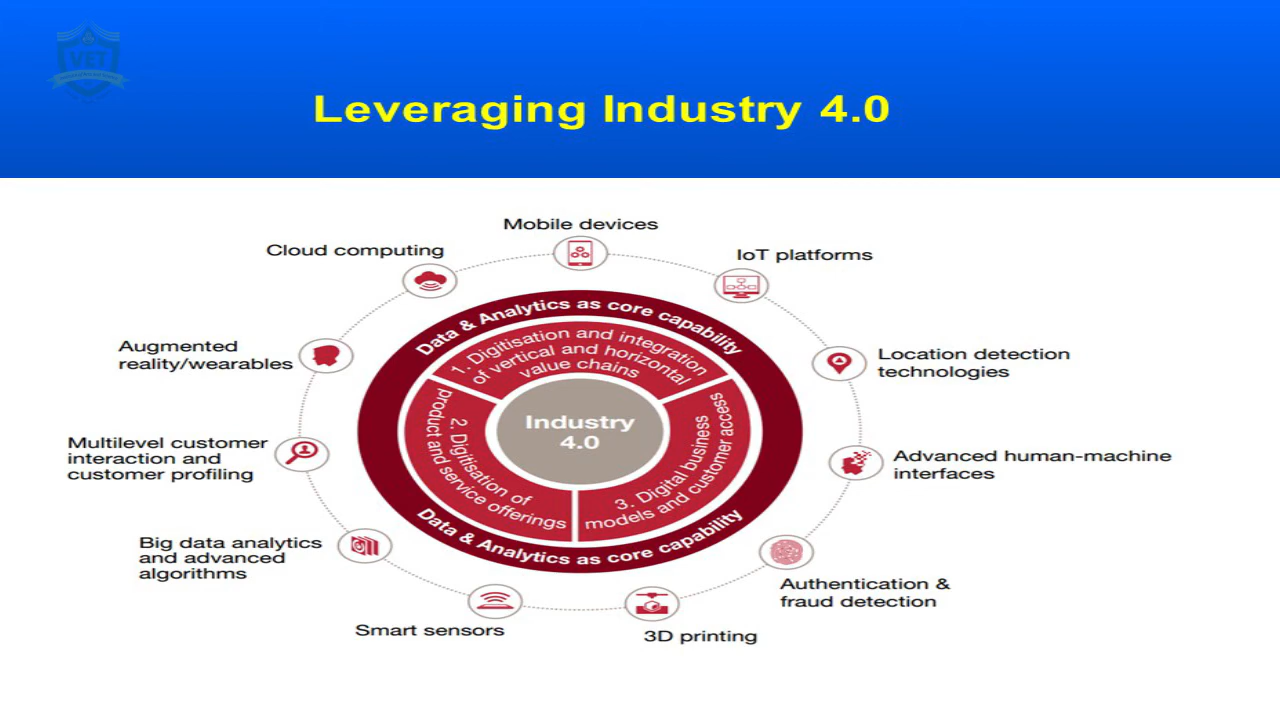 VET
Leveraging Industry 4.0
Mobile devices
Cloud computing
IoT platforms
Augmented
reality/wearables
Location detection
technologies
Multilevel customer
interaction and
customer profiling
Advanced human-machine
interfaces
Big data analytics
and advanced
algorithms
Authentication &
fraud detection
Smart sensors
3D printing
Data & Analytics as core capability
1. Digitisation and integration
of vertical and horizontal
value chains
2. Digitisation of
product and service offerings
3. Digital business
models and customer access
Industry
4.0
Data & Analytics as core capability